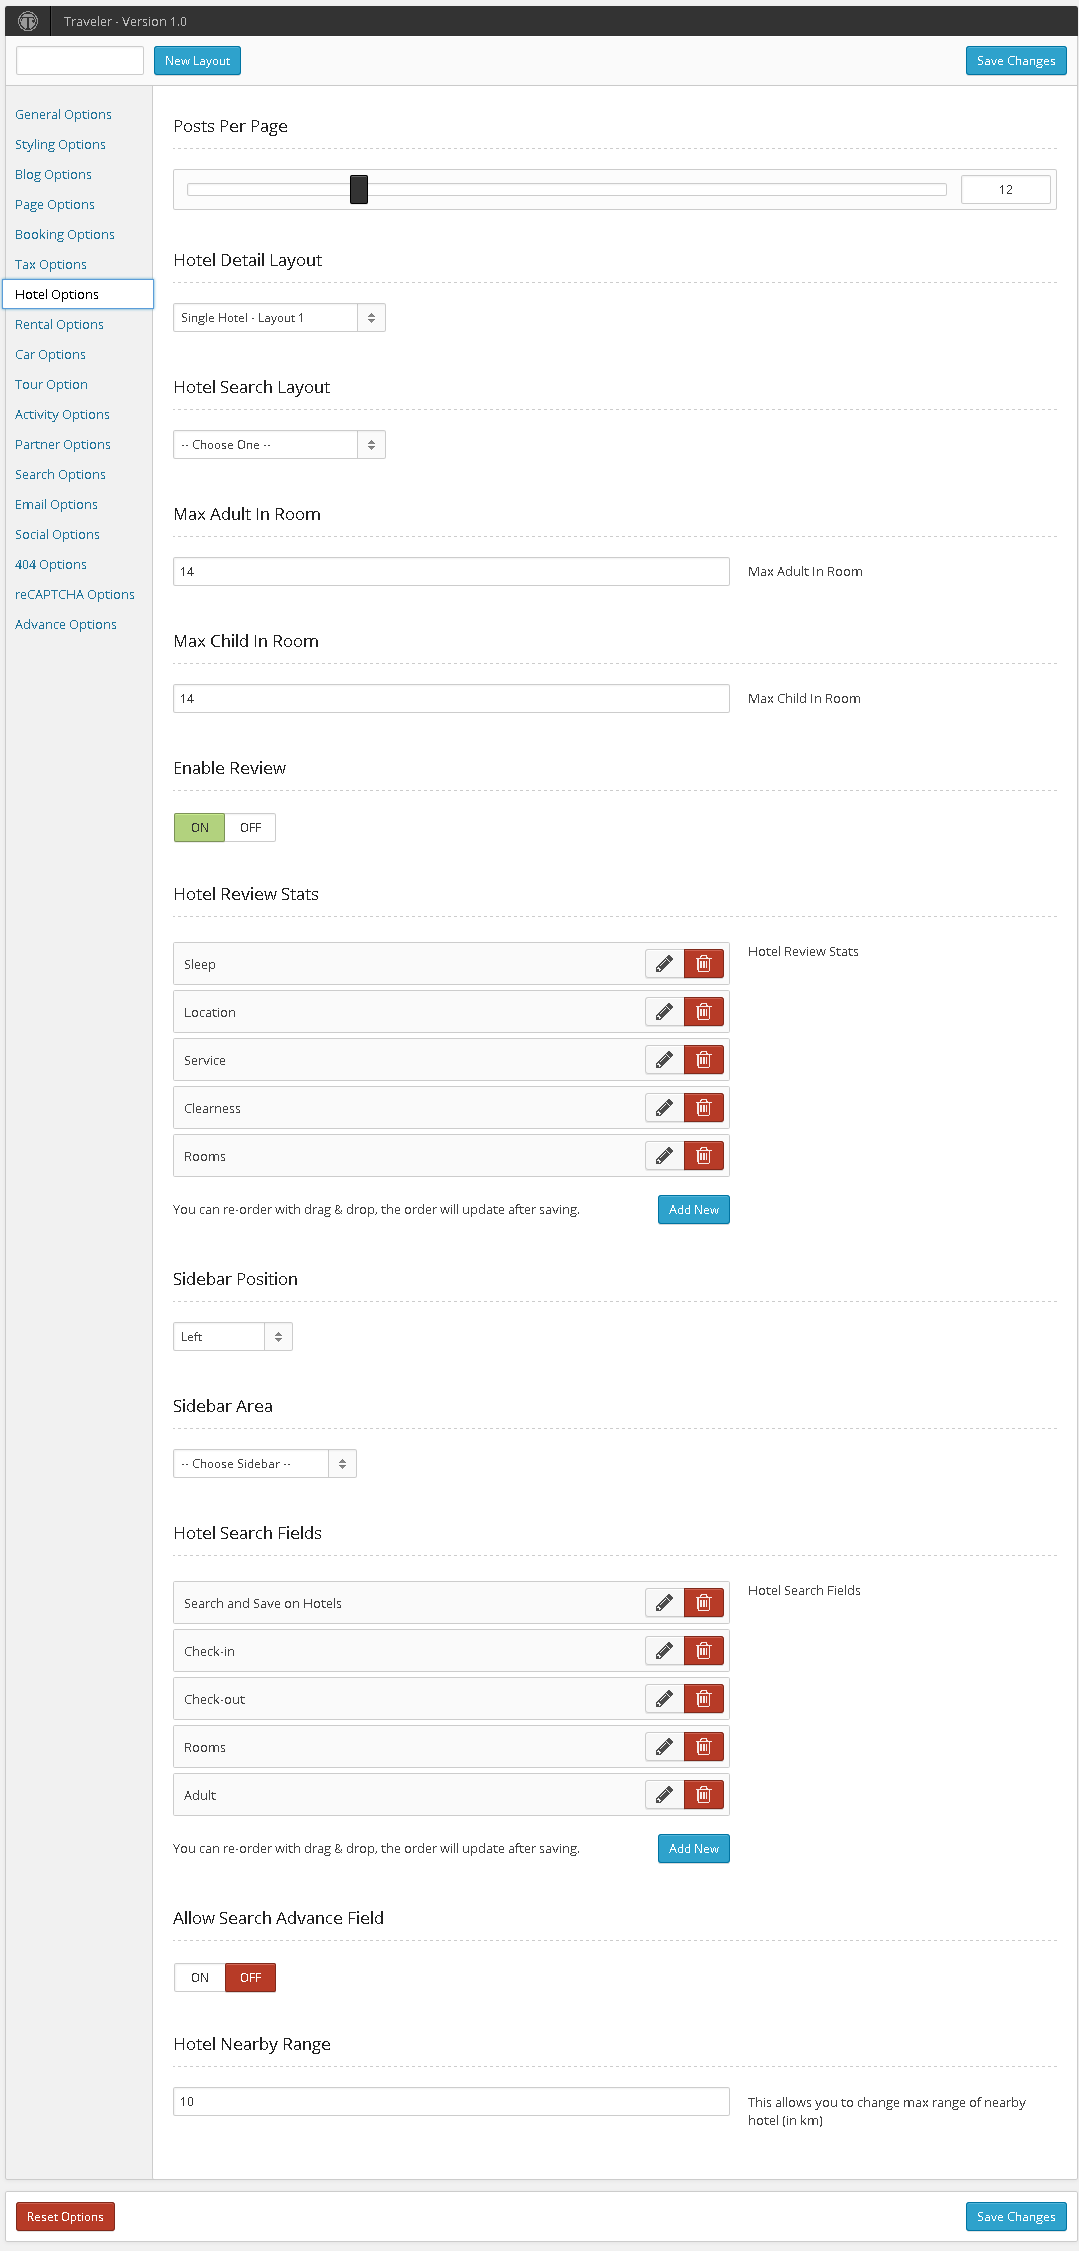 Traveler - Version 1.0
New Layout
Save Changes
General Options
Styling Options
Blog Options
Page Options
Booking Options
Tax Options
Hotel Options
Rental Options
Car Options
Tour Option
Activity Options
Partner Options
Search Options
Email Options
Social Options
404 Options
reCAPTCHA Options
Advance Options
Posts Per Page
12
Hotel Detail Layout
Single Hotel - Layout 1
Hotel Search Layout
-- Choose One --
Max Adult In Room
14
Max Adult In Room
Max Child In Room
14
Max Child In Room
Enable Review
ON OFF
Hotel Review Stats
Sleep
Hotel Review Stats
Location
Service
Clearness
Rooms
You can re-order with drag & drop, the order will update after saving.
Add New
Sidebar Position
Left
Sidebar Area
-- Choose Sidebar --
Hotel Search Fields
Search and Save on Hotels
Hotel Search Fields
Check-in
Check-out
Rooms
Adult
You can re-order with drag & drop, the order will update after saving.
Add New
Allow Search Advance Field
ON OFF
Hotel Nearby Range
10
This allows you to change max range of nearby
hotel (in km)
Reset Options
Save Changes